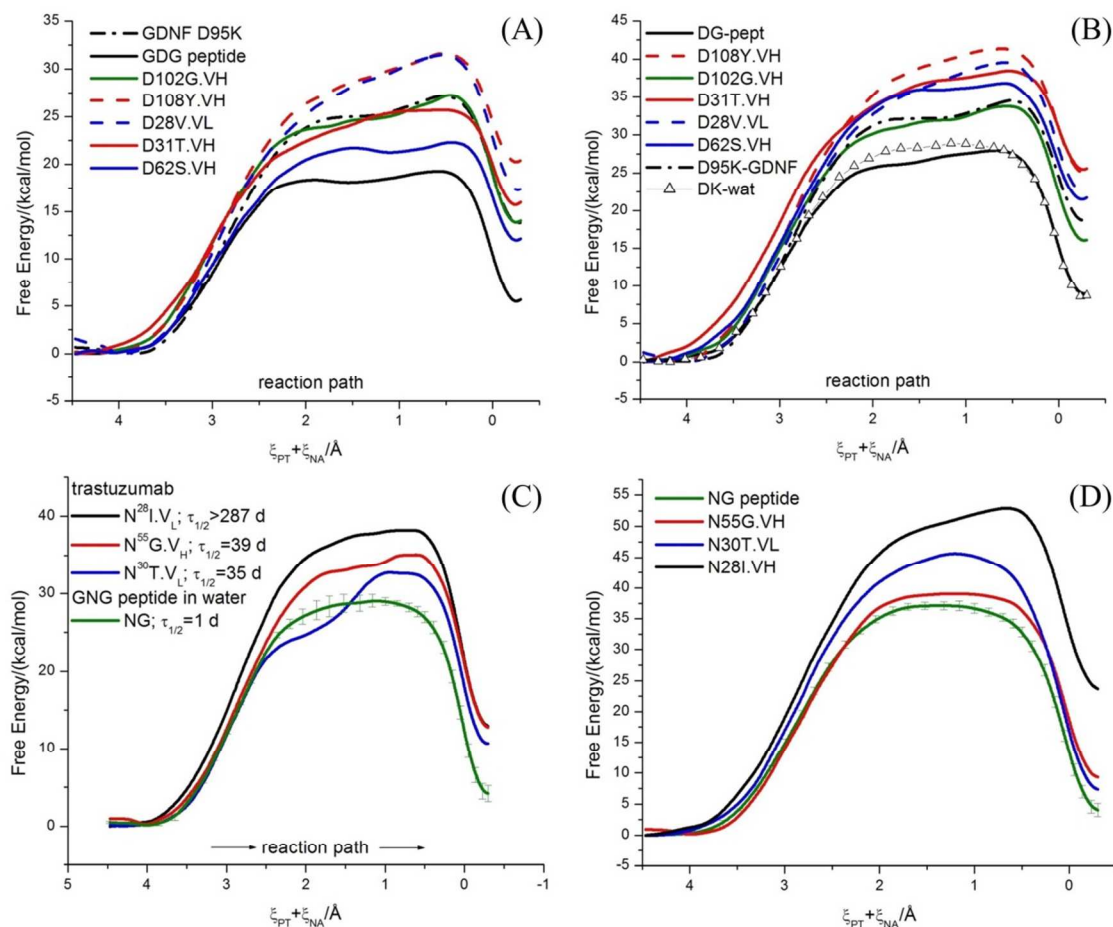 (A)
GDNF D95K
GDG peptide
D102G.VH
D108Y.VH
D28V.VL
D31T.VH
D62S.VH
Free Energy/(kcal/mol)
35
30
25
20
15
10
5
0
-5
reaction path
4 3 2 1 0
ξPT+ξNA/Å
(B)
DG-pept
D108Y.VH
D102G.VH
D31T.VH
D28V.VL
D62S.VH
D95K-GDNF
DK-wat
Free Energy/(kcal/mol)
45
40
35
30
25
20
15
10
5
0
-5
reaction path
4 3 2 1 0
ξPT+ξNA/Å
(C)
trastuzumab
N28I.VL; τ1/2>287 d
N55G.VH; τ1/2=39 d
N30T.VL; τ1/2=35 d
GNG peptide in water
NG; τ1/2=1 d
Free Energy/(kcal/mol)
40
30
20
10
0
reaction path
5 4 3 2 1 0 -1
ξPT+ξNA/Å
(D)
NG peptide
N55G.VH
N30T.VL
N28I.VH
Free Energy/(kcal/mol)
55
50
45
40
35
30
25
20
15
10
5
0
-5
4 3 2 1 0
ξPT+ξNA/Å